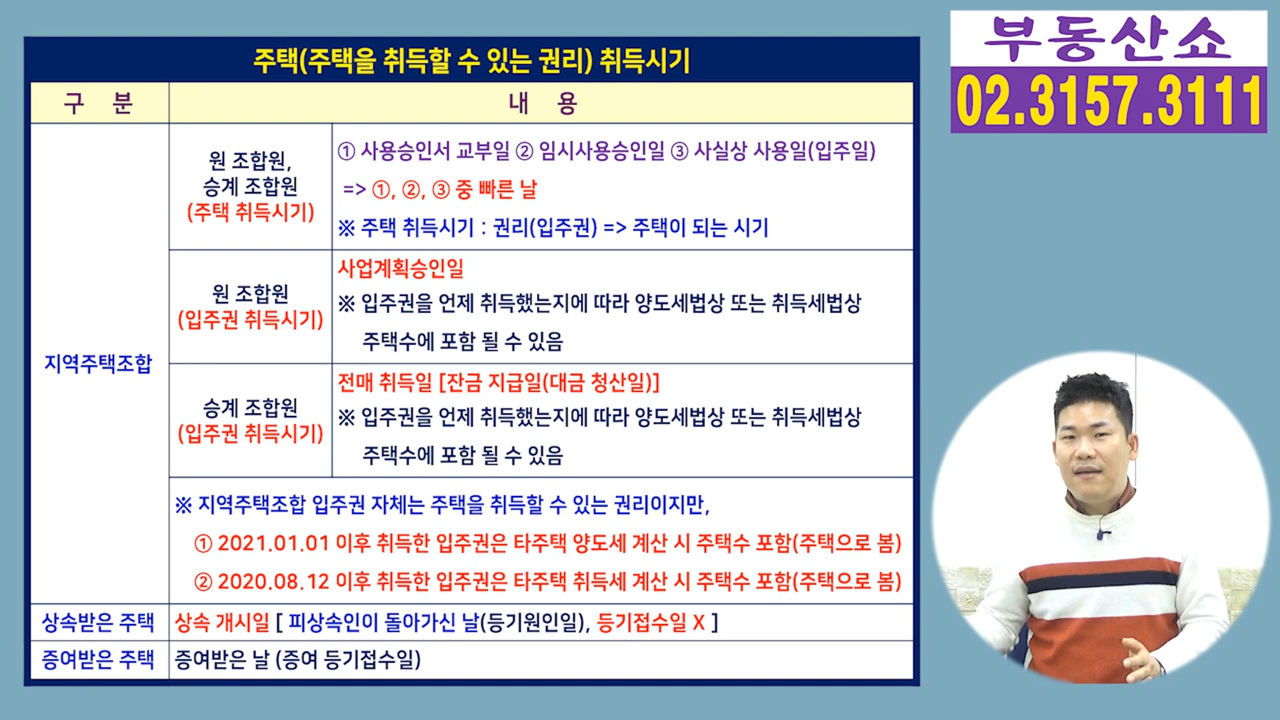 주택(주택을 취득할 수 있는 권리) 취득시기
구 분
내 용
지역주택조합
원 조합원,
승계 조합원
(주택 취득시기)
① 사용승인서 교부일 ② 임시사용승인일 ③ 사실상 사용일(입주일)
=> ①, ②, ③ 중 빠른 날
※ 주택 취득시기 : 권리(입주권) => 주택이 되는 시기
원 조합원
(입주권 취득시기)
사업계획승인일
※ 입주권을 언제 취득했는지에 따라 양도세법상 또는 취득세법상
주택수에 포함 될 수 있음
승계 조합원
(입주권 취득시기)
전매 취득일 [잔금 지급일(대금 청산일)]
※ 입주권을 언제 취득했는지에 따라 양도세법상 또는 취득세법상
주택수에 포함 될 수 있음
※ 지역주택조합 입주권 자체는 주택을 취득할 수 있는 권리이지만,
① 2021.01.01 이후 취득한 입주권은 타주택 양도세 계산 시 주택수 포함(주택으로 봄)
② 2020.08.12 이후 취득한 입주권은 타주택 취득세 계산 시 주택수 포함(주택으로 봄)
상속받은 주택
상속 개시일 [ 피상속인이 돌아가신 날(등기원인일), 등기접수일 X ]
증여받은 주택
증여받은 날 (증여 등기접수일)
부동산쇼
02.3157.3111